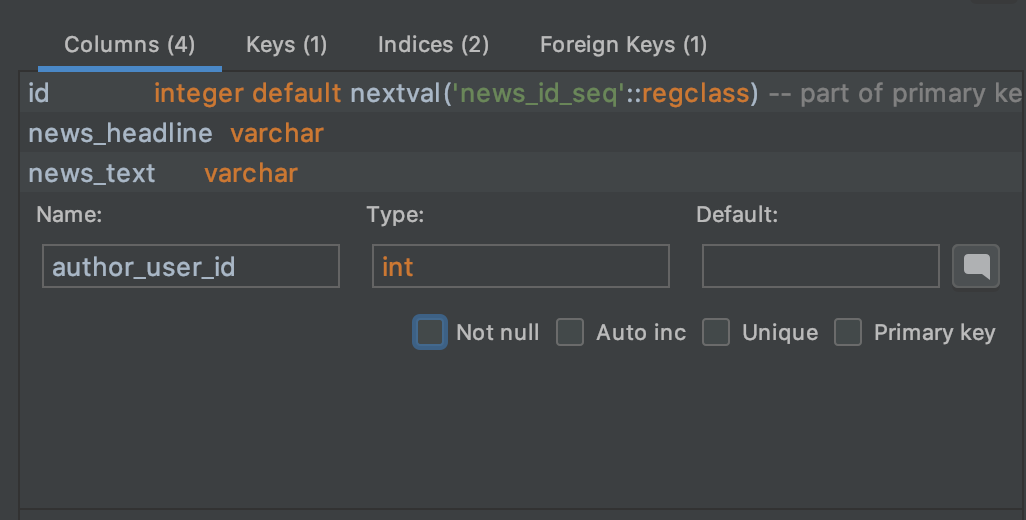 Columns (4) Keys (1) Indices (2) Foreign Keys (1)
id integer default nextval('news_id_seq'::regclass) -- part of primary ke
news_headline varchar
news_text varchar
Name: Type: Default:
author_user_id int
Not null Auto inc Unique Primary key